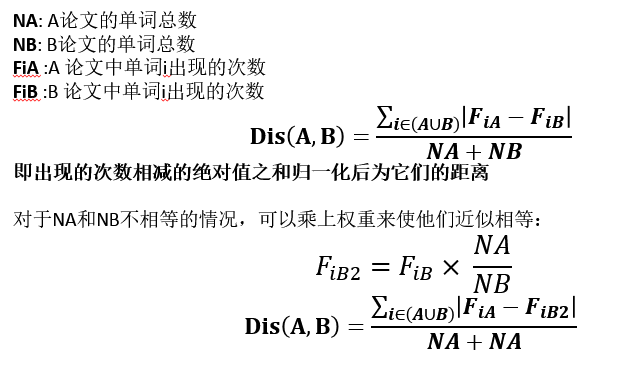 NA: A论文的单词总数
NB: B论文的单词总数
FiA :A 论文中单词i出现的次数
FiB :B 论文中单词i出现的次数
Dis(A, B) = ∑i∈(A∪B)|FiA − FiB| / NA + NB
即出现的次数相减的绝对值之和归一化后为它们的距离
对于NA和NB不相等的情况，可以乘上权重来使他们近似相等：
FiB2 = FiB × NA / NB
Dis(A, B) = ∑i∈(A∪B)|FiA − FiB2| / NA + NA